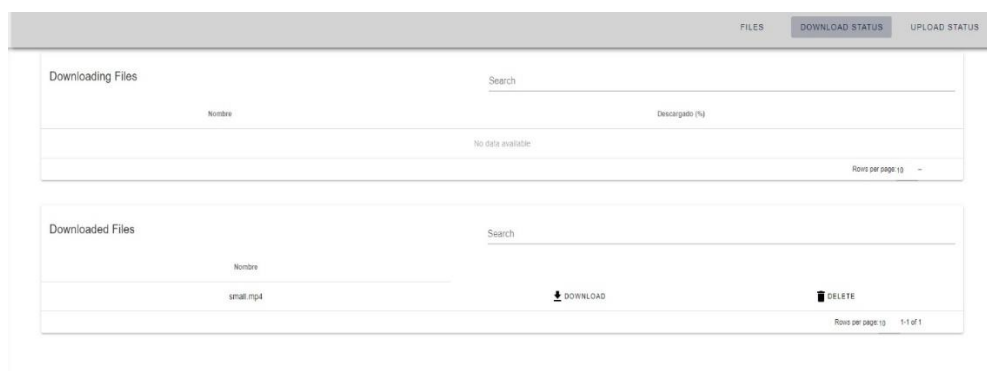 FILES DOWNLOAD STATUS UPLOAD STATUS
Downloading Files
Search
Nombre Descargado (%)
No data available
Rows per page: 10 –
Downloaded Files
Search
Nombre
small.mp4 DOWNLOAD DELETE
Rows per page: 10 1-1 of 1